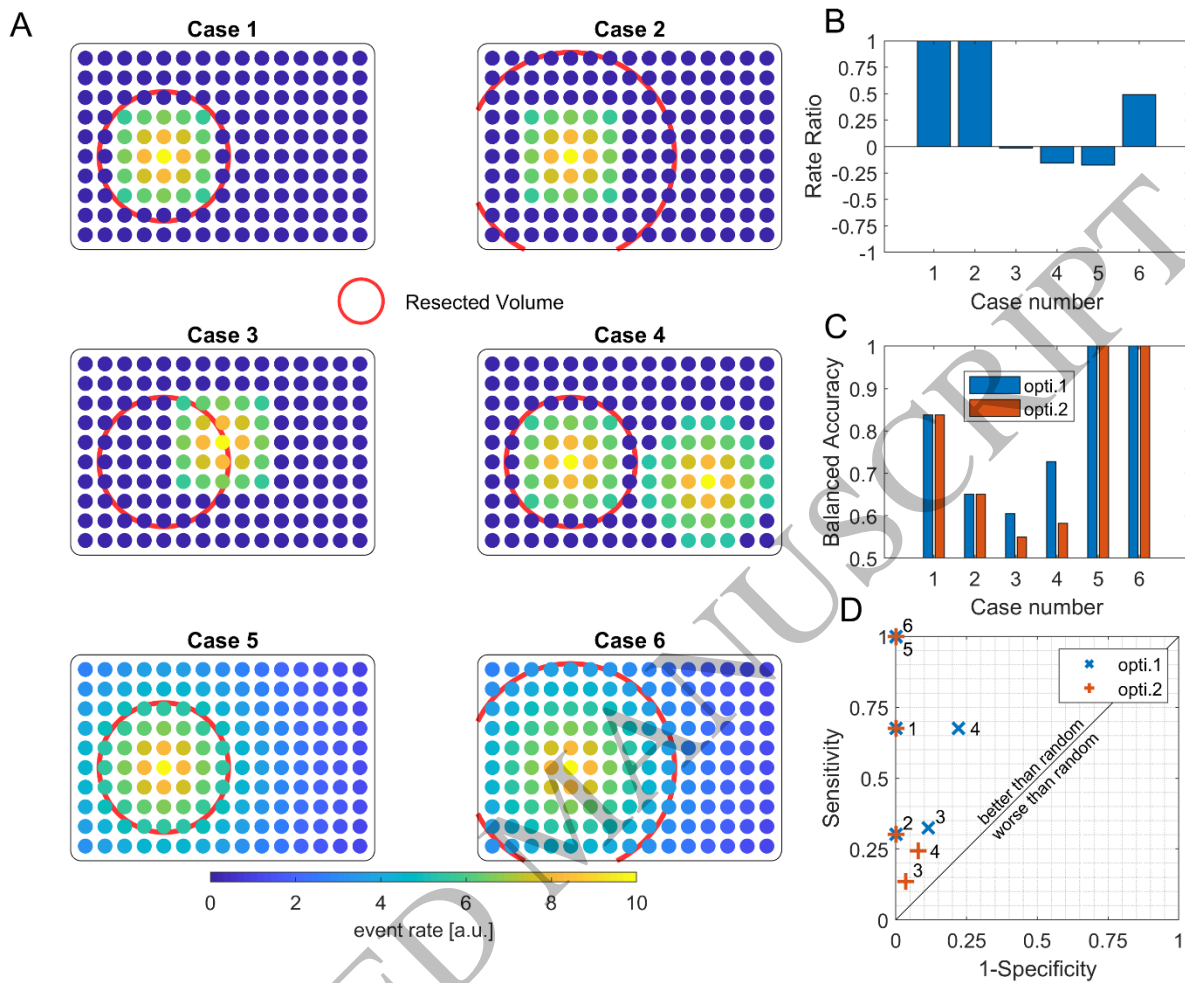 A
Case 1
Case 2
Resected Volume
Case 3
Case 4
Case 5
Case 6
0 2 4 6 8 10
event rate [a.u.]
B
1
0.75
0.5
0.25
0
-0.25
-0.5
-0.75
-1
Rate Ratio
1 2 3 4 5 6
Case number
C
1
0.9
0.8
0.7
0.6
0.5
Balanced Accuracy
opti.1
opti.2
1 2 3 4 5 6
Case number
D
1
0.75
0.5
0.25
0
Sensitivity
6
5
1
4
2
3
4
3
opti.1
opti.2
better than random
worse than random
0 0.25 0.5 0.75 1
1-Specificity
ED MANUSCRIPT